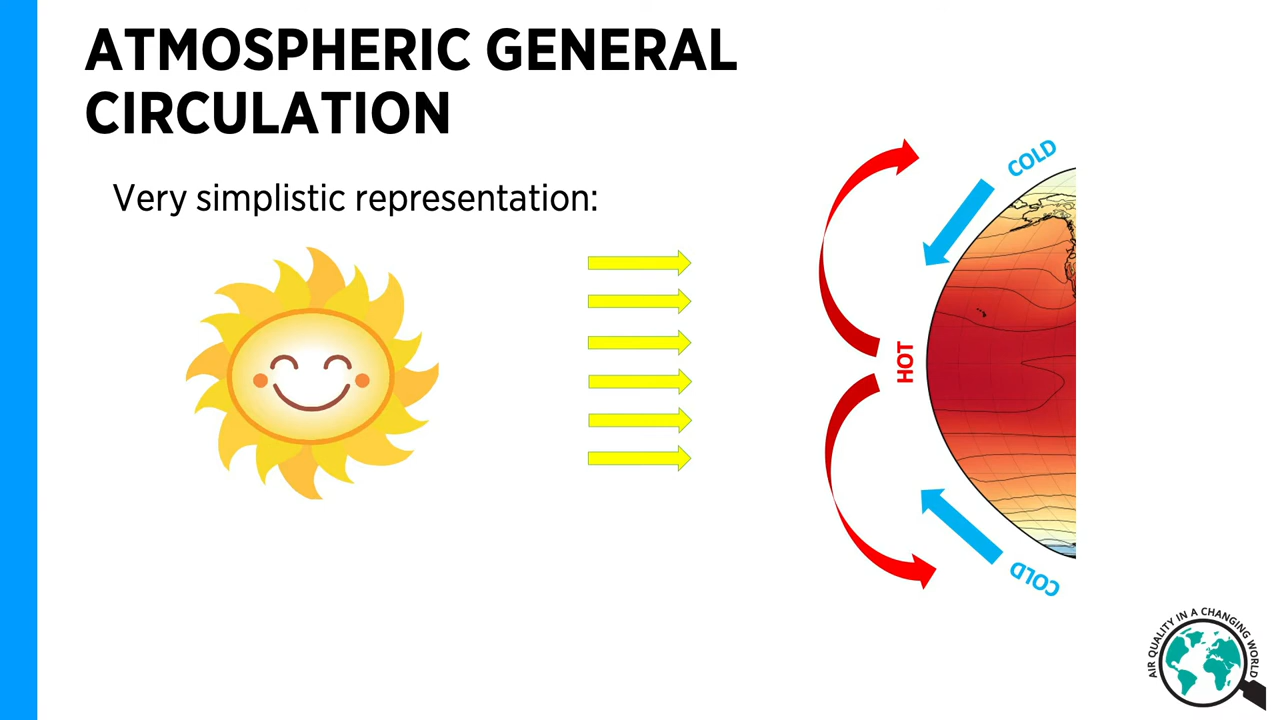 ATMOSPHERIC GENERAL
CIRCULATION
Very simplistic representation:
COLD
HOT
COLD
AIR QUALITY IN A CHANGING WORLD